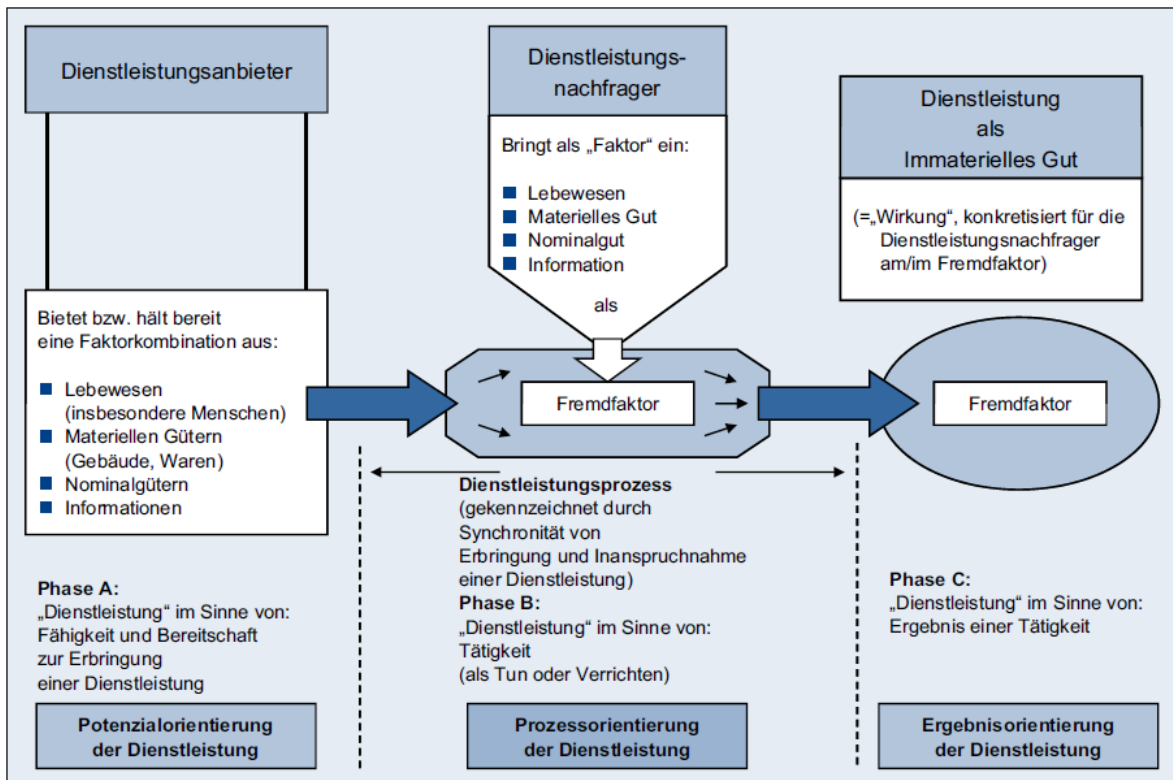 Dienstleistungsanbieter
Bietet bzw. hält bereit
eine Faktorkombination aus:
Lebewesen
(insbesondere Menschen)
Materiellen Gütern
(Gebäude, Waren)
Nominalgütern
Informationen
Phase A:
„Dienstleistung“ im Sinne von:
Fähigkeit und Bereitschaft
zur Erbringung
einer Dienstleistung
Potenzialorientierung
der Dienstleistung
Dienstleistungs-
nachfrager
Bringt als „Faktor“ ein:
Lebewesen
Materielles Gut
Nominalgut
Information
als
Fremdfaktor
Dienstleistungsprozess
(gekennzeichnet durch
Synchronität von
Erbringung und Inanspruchnahme
einer Dienstleistung)
Phase B:
„Dienstleistung“ im Sinne von:
Tätigkeit
(als Tun oder Verrichten)
Prozessorientierung
der Dienstleistung
Dienstleistung
als
Immaterielles Gut
(=„Wirkung“, konkretisiert für die
Dienstleistungsnachfrager
am/im Fremdfaktor)
Fremdfaktor
Phase C:
„Dienstleistung“ im Sinne von:
Ergebnis einer Tätigkeit
Ergebnisorientierung
der Dienstleistung